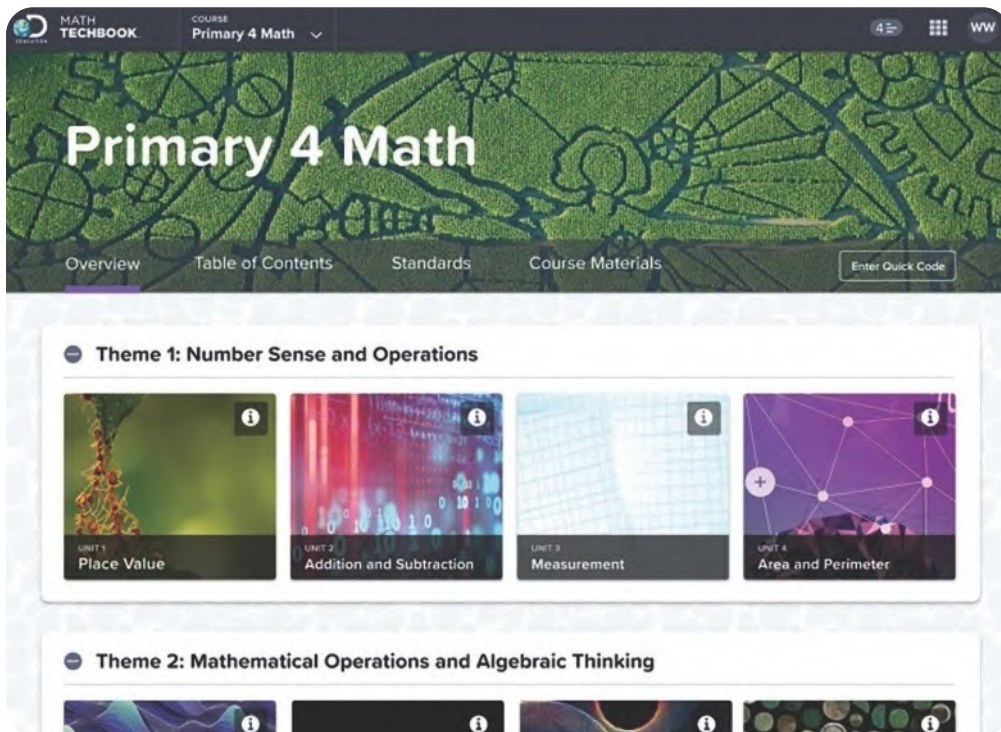 MATH
TECHBOOK
COURSE
Primary 4 Math
4
WW
Primary 4 Math
Overview
Table of Contents
Standards
Course Materials
Enter Quick Code
Theme 1: Number Sense and Operations
UNIT 1
Place Value
UNIT 2
Addition and Subtraction
UNIT 3
Measurement
UNIT 4
Area and Perimeter
Theme 2: Mathematical Operations and Algebraic Thinking